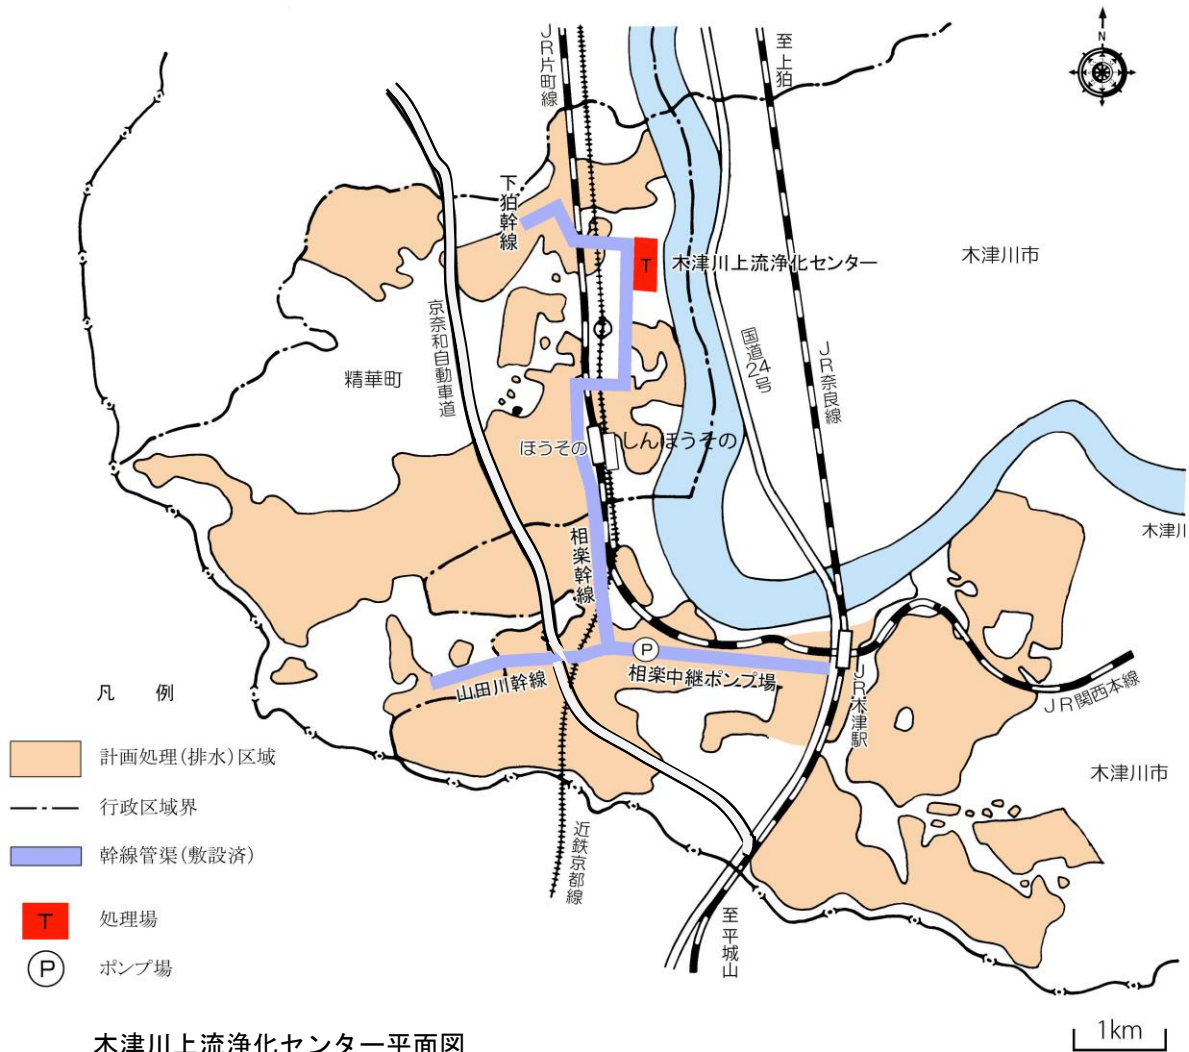 N
JR片町線
至上狛
下狛幹線
T
木津川上流浄化センター
木津川市
京奈和自動車道
国道24号
JR奈良線
精華町
ほうその
しんほうその
木津川
相楽幹線
P
相楽中継ポンプ場
山田川幹線
JR木津駅
JR関西本線
木津川市
近鉄京都線
至平城山
凡 例
計画処理(排水)区域
行政区域界
幹線管渠(敷設済)
T 処理場
P ポンプ場
1km
木津川上流浄化センター平面図